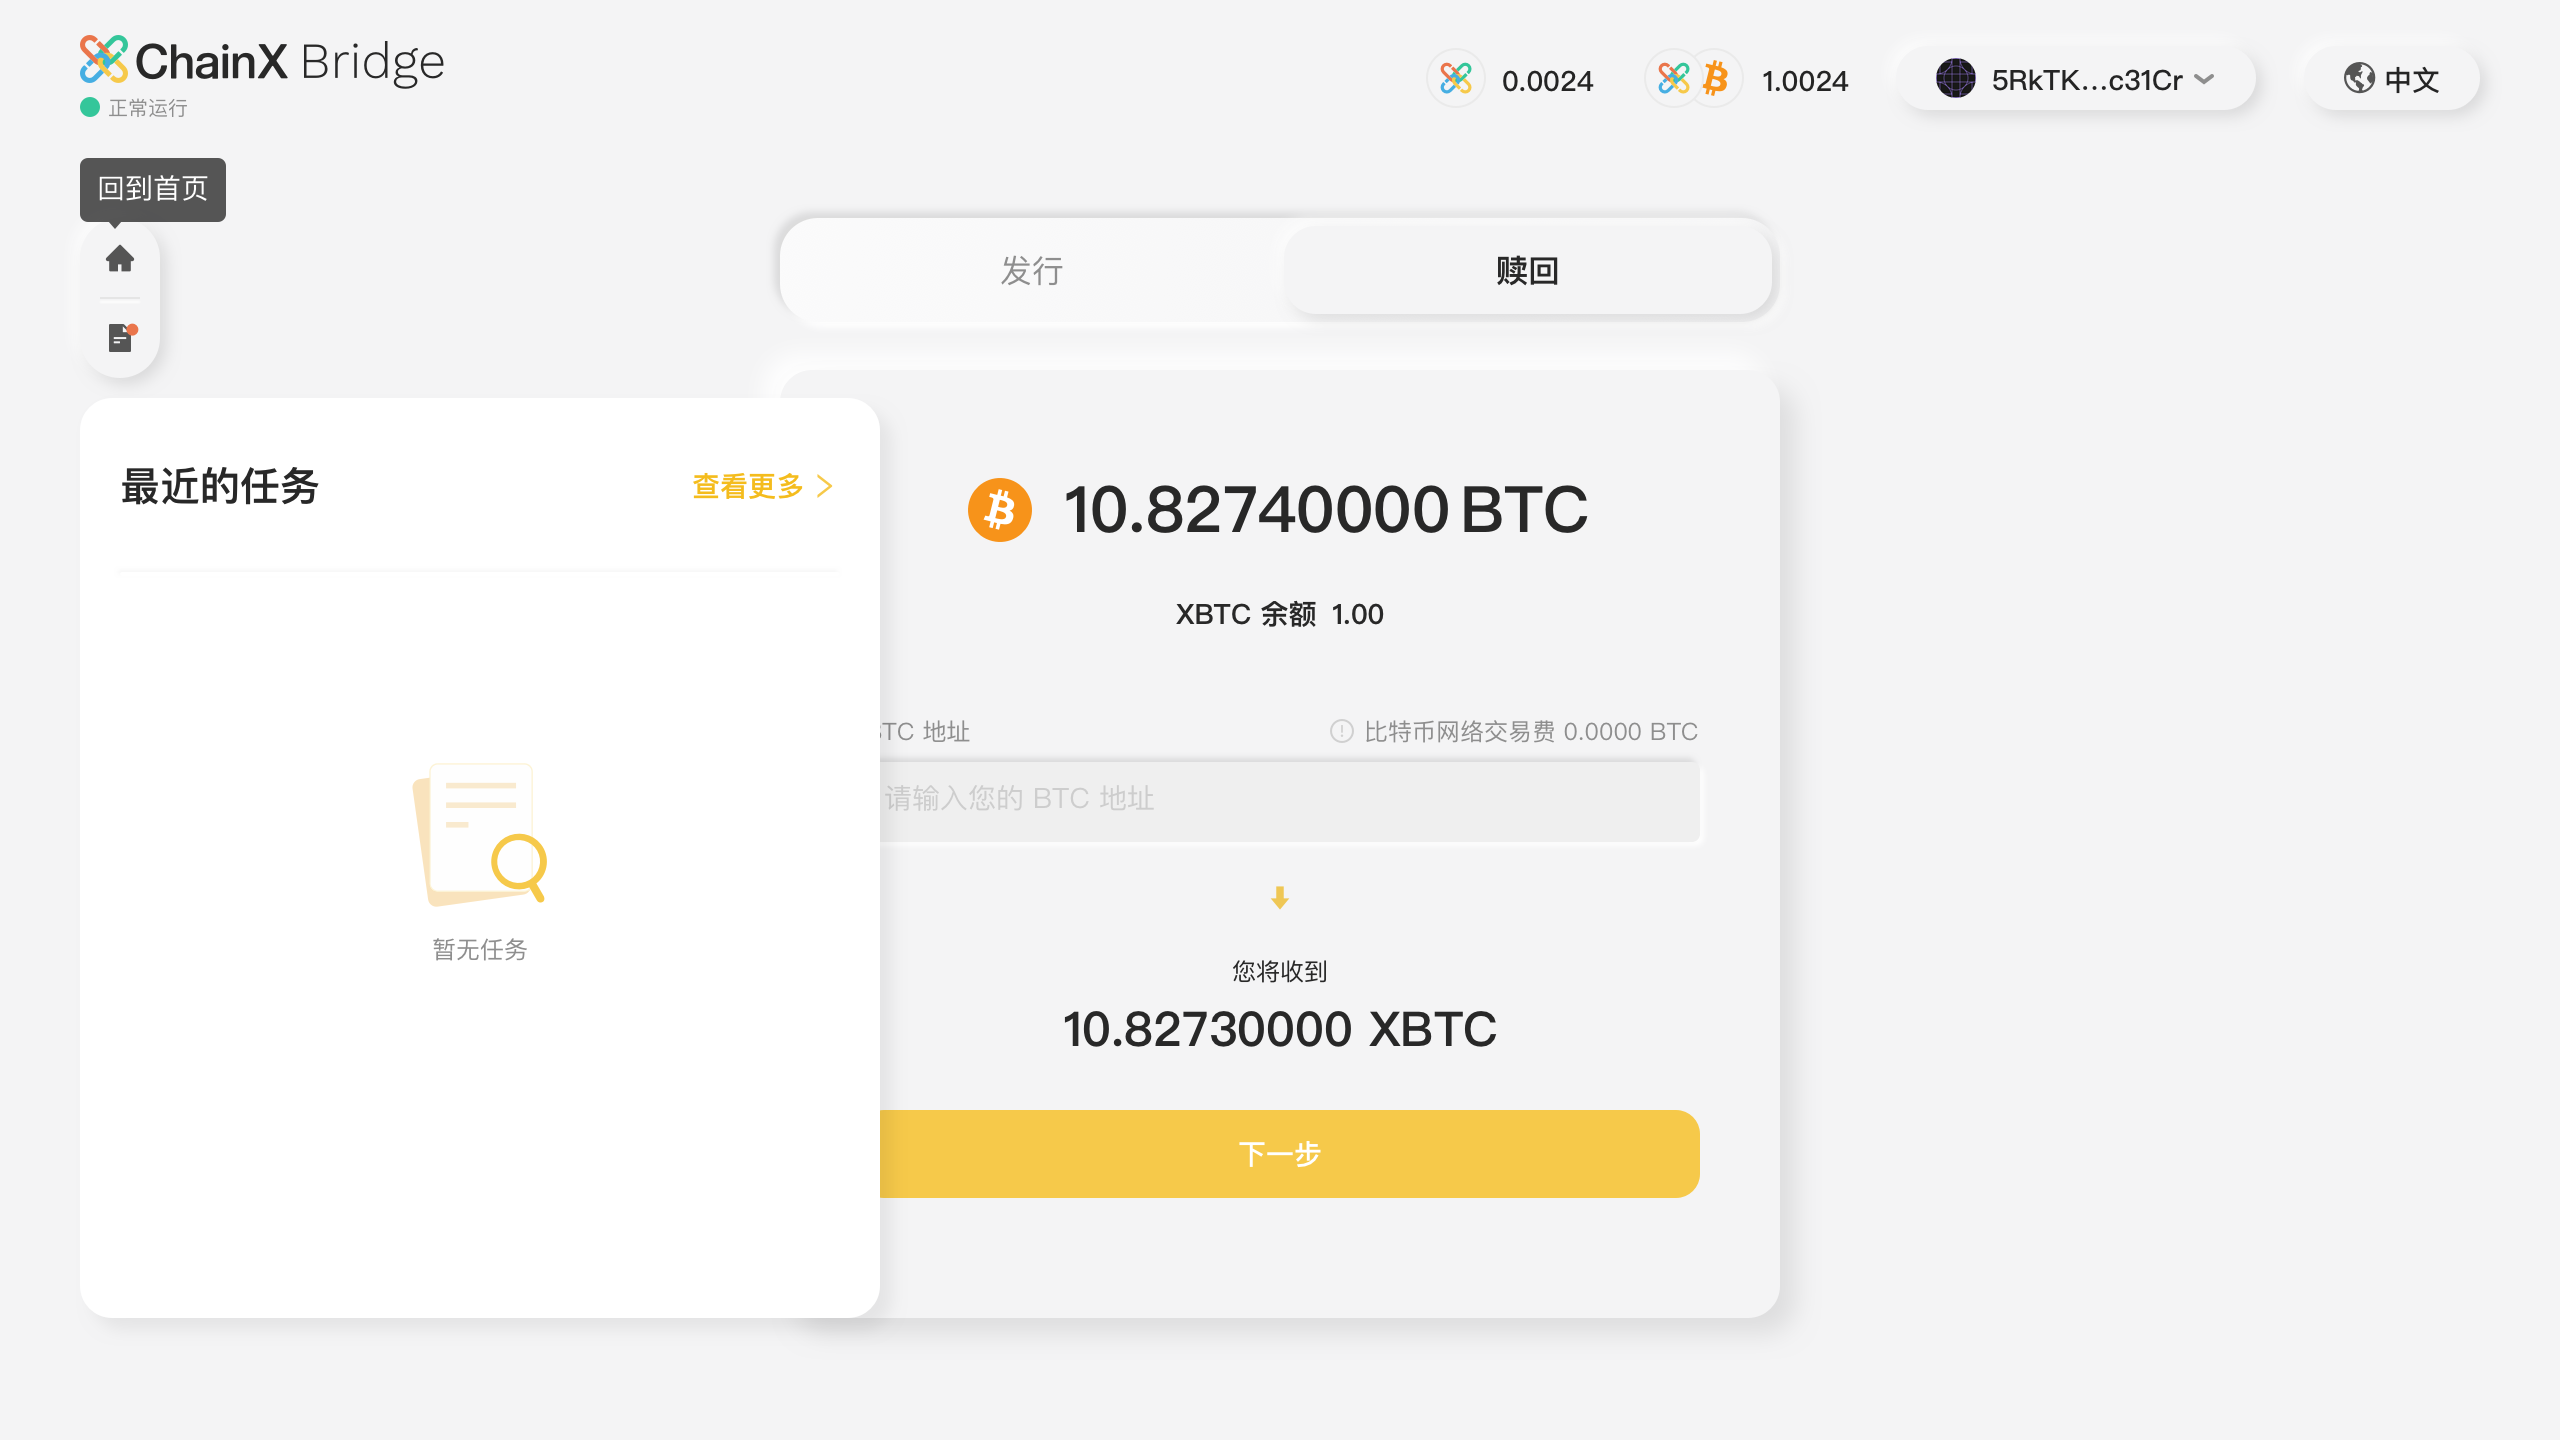 ChainX Bridge
正常运行
0.0024
1.0024
5RkTK...c31Cr
中文
回到首页
发行
赎回
最近的任务
查看更多
暂无任务
10.82740000 BTC
XBTC 余额 1.00
TC 地址
比特币网络交易费 0.0000 BTC
请输入您的 BTC 地址
您将收到
10.82730000 XBTC
下一步